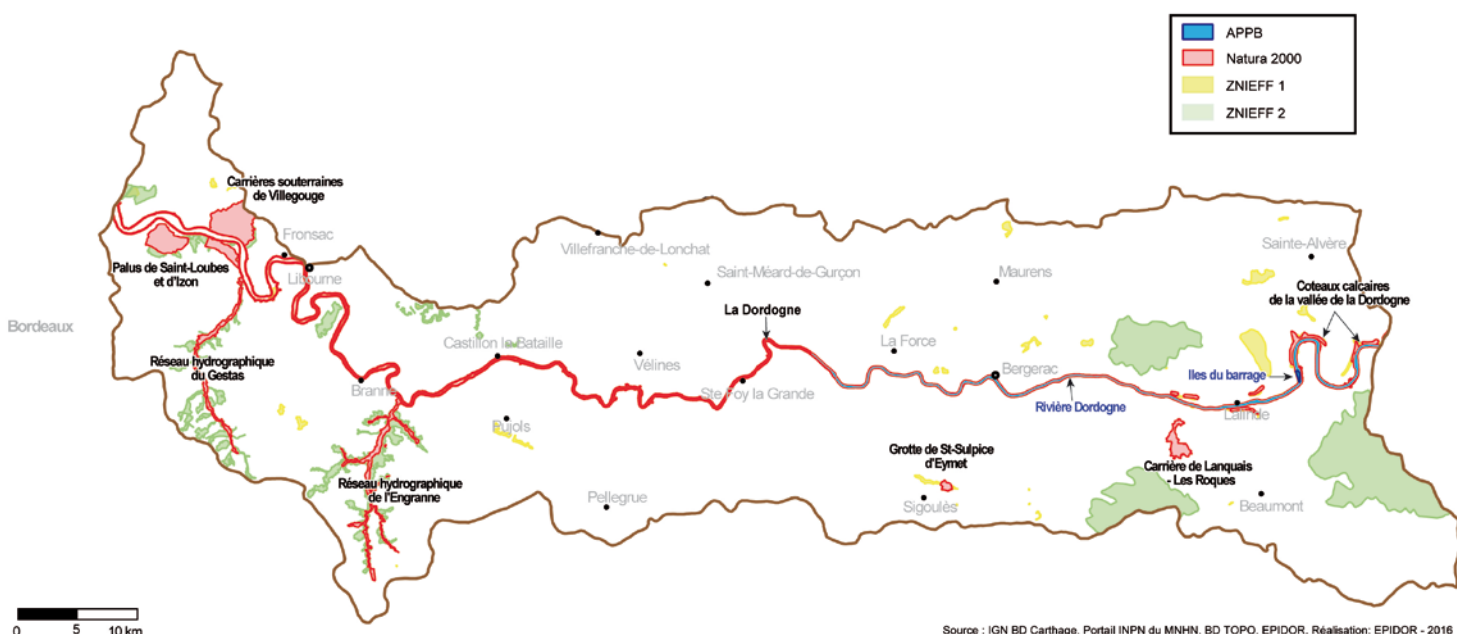 APPB
Natura 2000
ZNIEFF 1
ZNIEFF 2
Carrières souterraines
de Villegouge
Fronsac
Libourne
Palus de Saint-Loubes
et d'Izon
Bordeaux
Réseau hydrographique
du Gestas
Branne
Castillon la Bataille
Villefranche-de-Lonchat
Saint-Méard-de-Gurçon
La Dordogne
Vélines
Ste Foy la Grande
Pujols
Réseau hydrographique
de l'Engranne
Pellegrue
Maurens
La Force
Bergerac
Rivière Dordogne
Sainte-Alvère
Coteaux calcaires
de la vallée de la Dordogne
Iles du barrage
Lalinde
Grotte de St-Sulpice
d'Eymet
Sigoulès
Carrière de Lanquais
- Les Roques
Beaumont
0 5 10 km
Source : IGN BD Carthage, Portail INPN du MNHN, BD TOPO, EPIDOR, Réalisation: EPIDOR - 2016